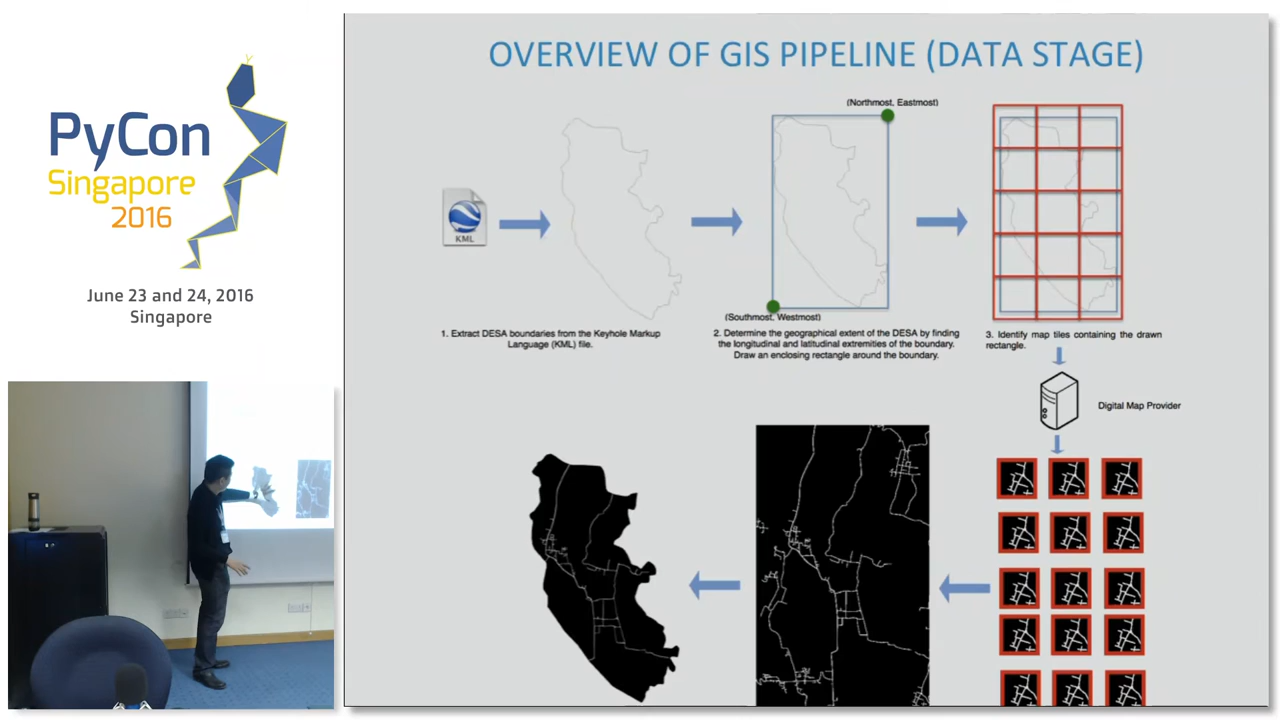 PyCon
Singapore
2016
June 23 and 24, 2016
Singapore
OVERVIEW OF GIS PIPELINE (DATA STAGE)
(Northmost, Eastmost)
KML
(Southmost, Westmost)
1. Extract DESA boundaries from the Keyhole Markup
Language (KML) file.
2. Determine the geographical extent of the DESA by finding
the longitudinal and latitudinal extremities of the boundary.
Draw an enclosing rectangle around the boundary.
3. Identify map tiles containing the drawn
rectangle.
Digital Map Provider